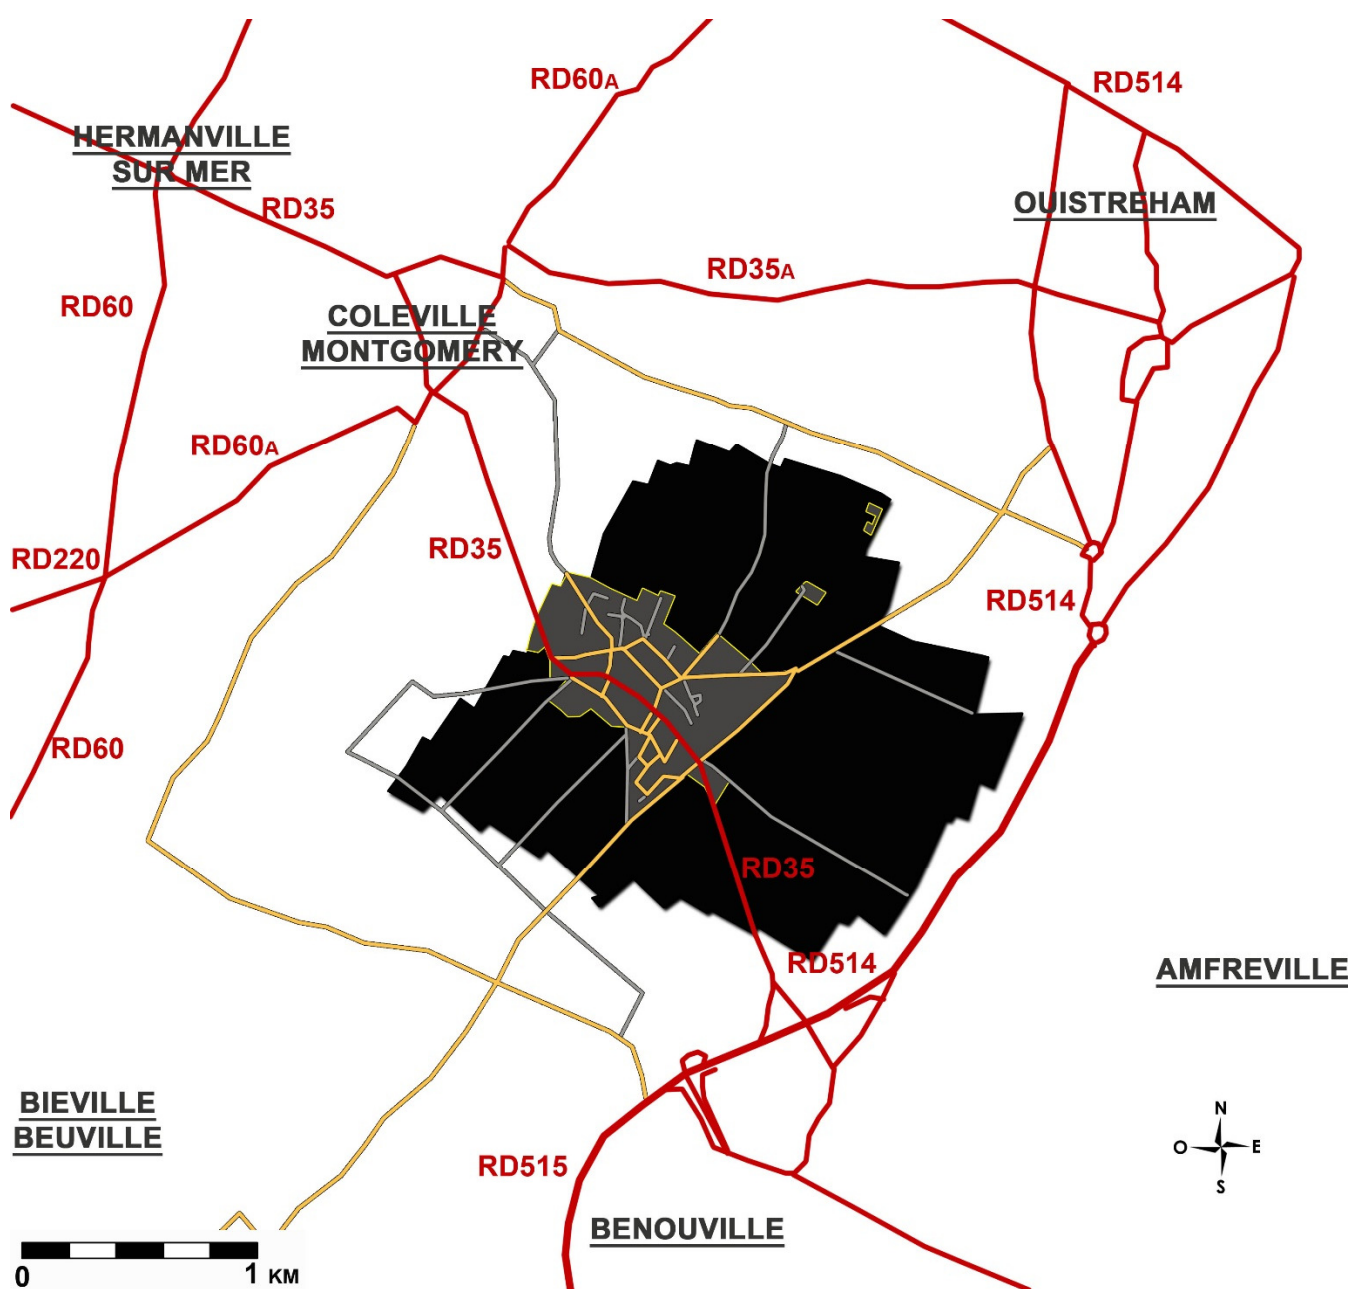 RD60A
RD514
HERMANVILLE
SUR MER
OUISTREHAM
RD35
RD35A
RD60
COLEVILLE
MONTGOMERY
RD60A
RD35
RD220
RD514
RD60
RD35
RD514
AMFREVILLE
BIEVILLE
BEUVILLE
N
O
E
S
RD515
BENOUVILLE
0
1 KM